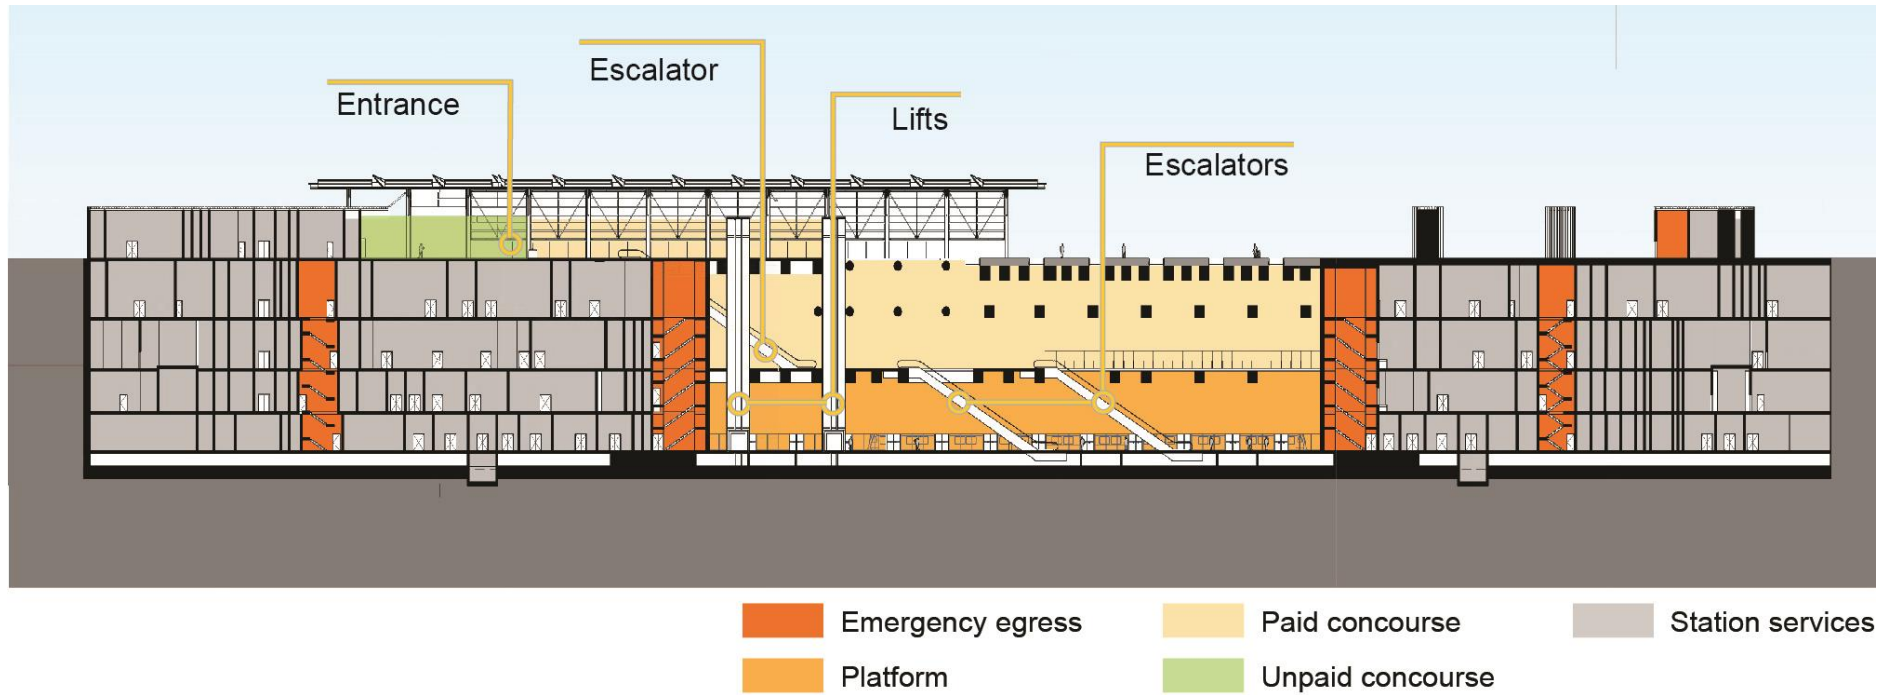 Escalator
Entrance
Lifts
Escalators
Emergency egress
Paid concourse
Station services
Platform
Unpaid concourse